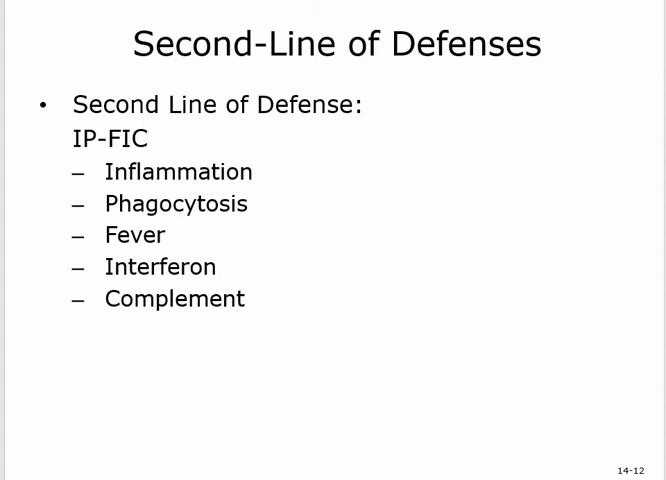 Second-Line of Defenses
• Second Line of Defense:
IP-FIC
– Inflammation
– Phagocytosis
– Fever
– Interferon
– Complement
14-12